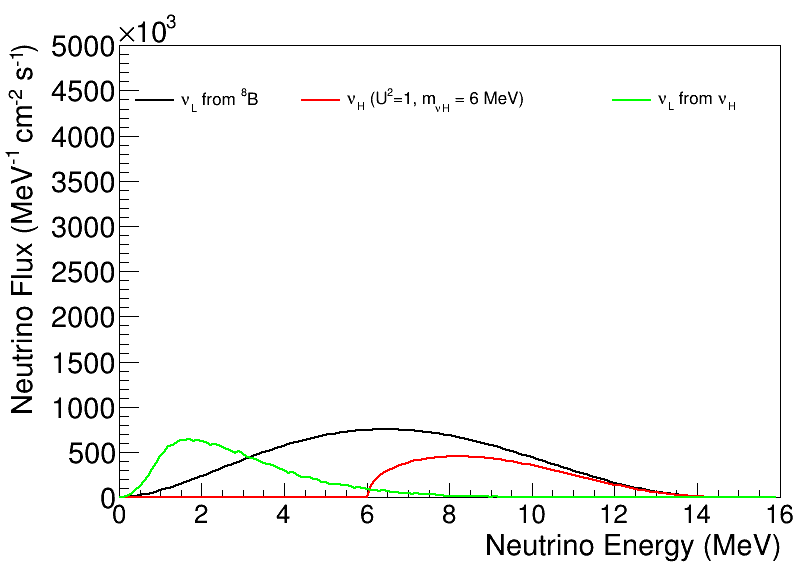 ×10³
5000
4500
4000
3500
3000
2500
2000
1500
1000
500
0
Neutrino Flux (MeV⁻¹ cm⁻² s⁻¹)
ν_L from ⁸B
ν_H (U²=1, m_νH = 6 MeV)
ν_L from ν_H
0 2 4 6 8 10 12 14 16
Neutrino Energy (MeV)